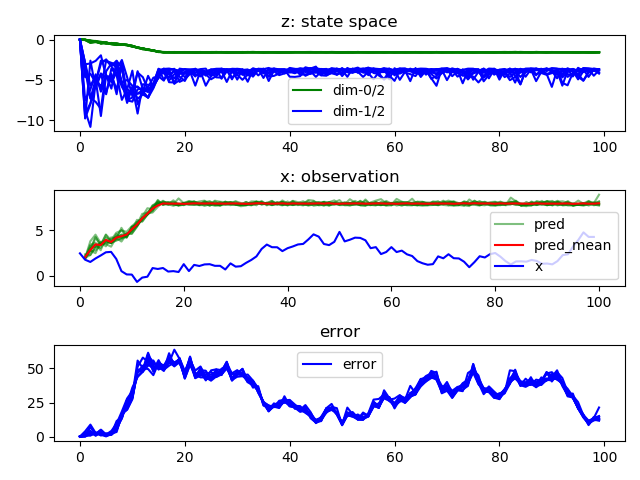 z: state space
0
−5
−10
dim-0/2
dim-1/2
0 20 40 60 80 100
x: observation
5
0
pred
pred_mean
x
0 20 40 60 80 100
error
50
25
0
error
0 20 40 60 80 100